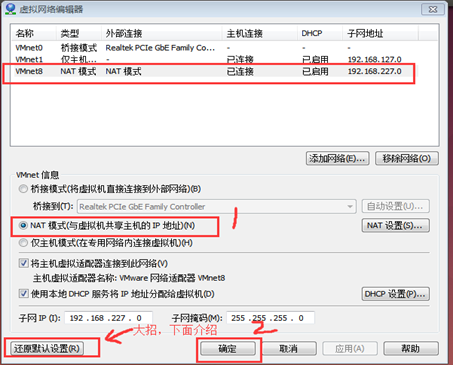 虚拟网络编辑器
名称 类型 外部连接 主机连接 DHCP 子网地址
VMnet0 桥接模式 Realtek PCIe GbE Family Co... - - -
VMnet1 仅主机... - 已连接 已启用 192.168.127.0
VMnet8 NAT 模式 NAT 模式 已连接 已启用 192.168.227.0
添加网络(E)... 移除网络(O)
VMnet 信息
桥接模式(将虚拟机直接连接到外部网络)(B)
桥接到(T): Realtek PCIe GbE Family Controller 自动设置(U)...
1
NAT 模式(与虚拟机共享主机的 IP 地址)(N) NAT 设置(S)...
仅主机模式(在专用网络内连接虚拟机)(H)
将主机虚拟适配器连接到此网络(V)
主机虚拟适配器名称: VMware 网络适配器 VMnet8
使用本地 DHCP 服务将 IP 地址分配给虚拟机(D) DHCP 设置(P)...
子网 IP (I): 192 .168 .227 . 0 子网掩码(M): 255 .255 .255 . 0
大招，下面介绍 2
还原默认设置(R) 确定 取消 应用(A) 帮助